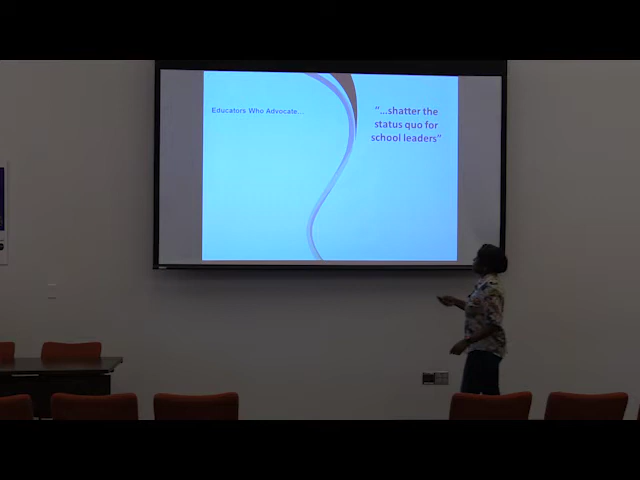 Educators Who Advocate...
"...shatter the
status quo for
school leaders"